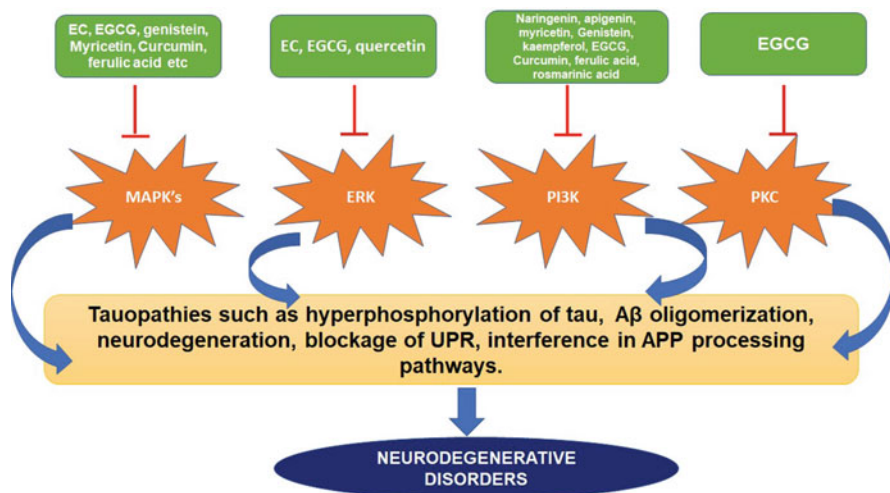 EC, EGCG, genistein,
Myricetin, Curcumin,
ferulic acid etc
EC, EGCG, quercetin
Naringenin, apigenin,
myricetin, Genistein,
kaempferol, EGCG,
Curcumin, ferulic acid,
rosmarinic acid
EGCG
MAPK's
ERK
PI3K
PKC
Tauopathies such as hyperphosphorylation of tau, Aβ oligomerization,
neurodegeneration, blockage of UPR, interference in APP processing
pathways.
NEURODEGENERATIVE
DISORDERS